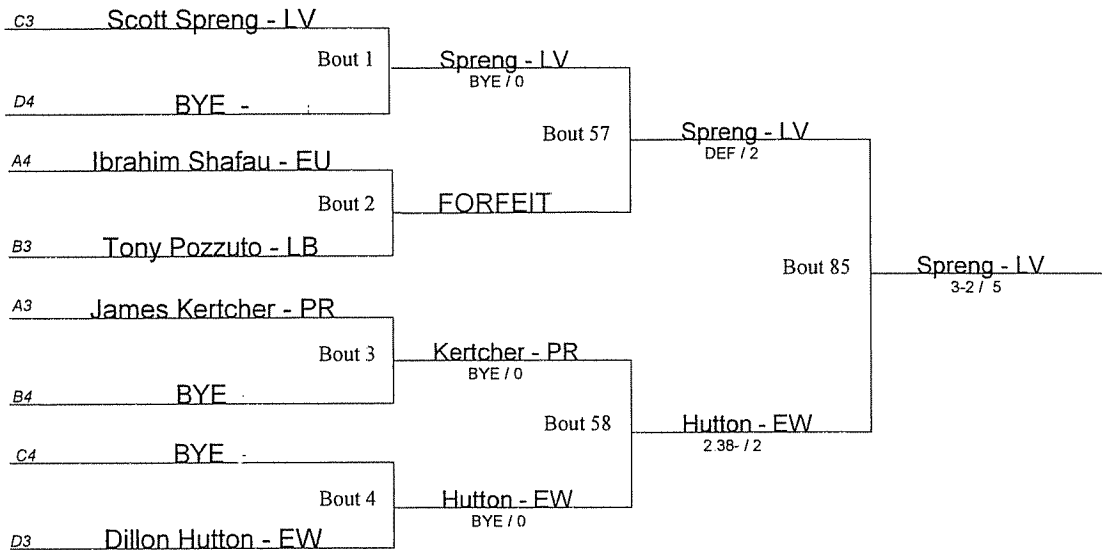 C3 Scott Spreng - LV
Bout 1
Spreng - LV
BYE / 0
D4 BYE -
Bout 57
Spreng - LV
DEF / 2
A4 Ibrahim Shafau - EU
Bout 2
FORFEIT
B3 Tony Pozzuto - LB
Bout 85
Spreng - LV
3-2 / 5
A3 James Kertcher - PR
Bout 3
Kertcher - PR
BYE / 0
B4 BYE
Bout 58
Hutton - EW
2.38- / 2
C4 BYE -
Bout 4
Hutton - EW
BYE / 0
D3 Dillon Hutton - EW